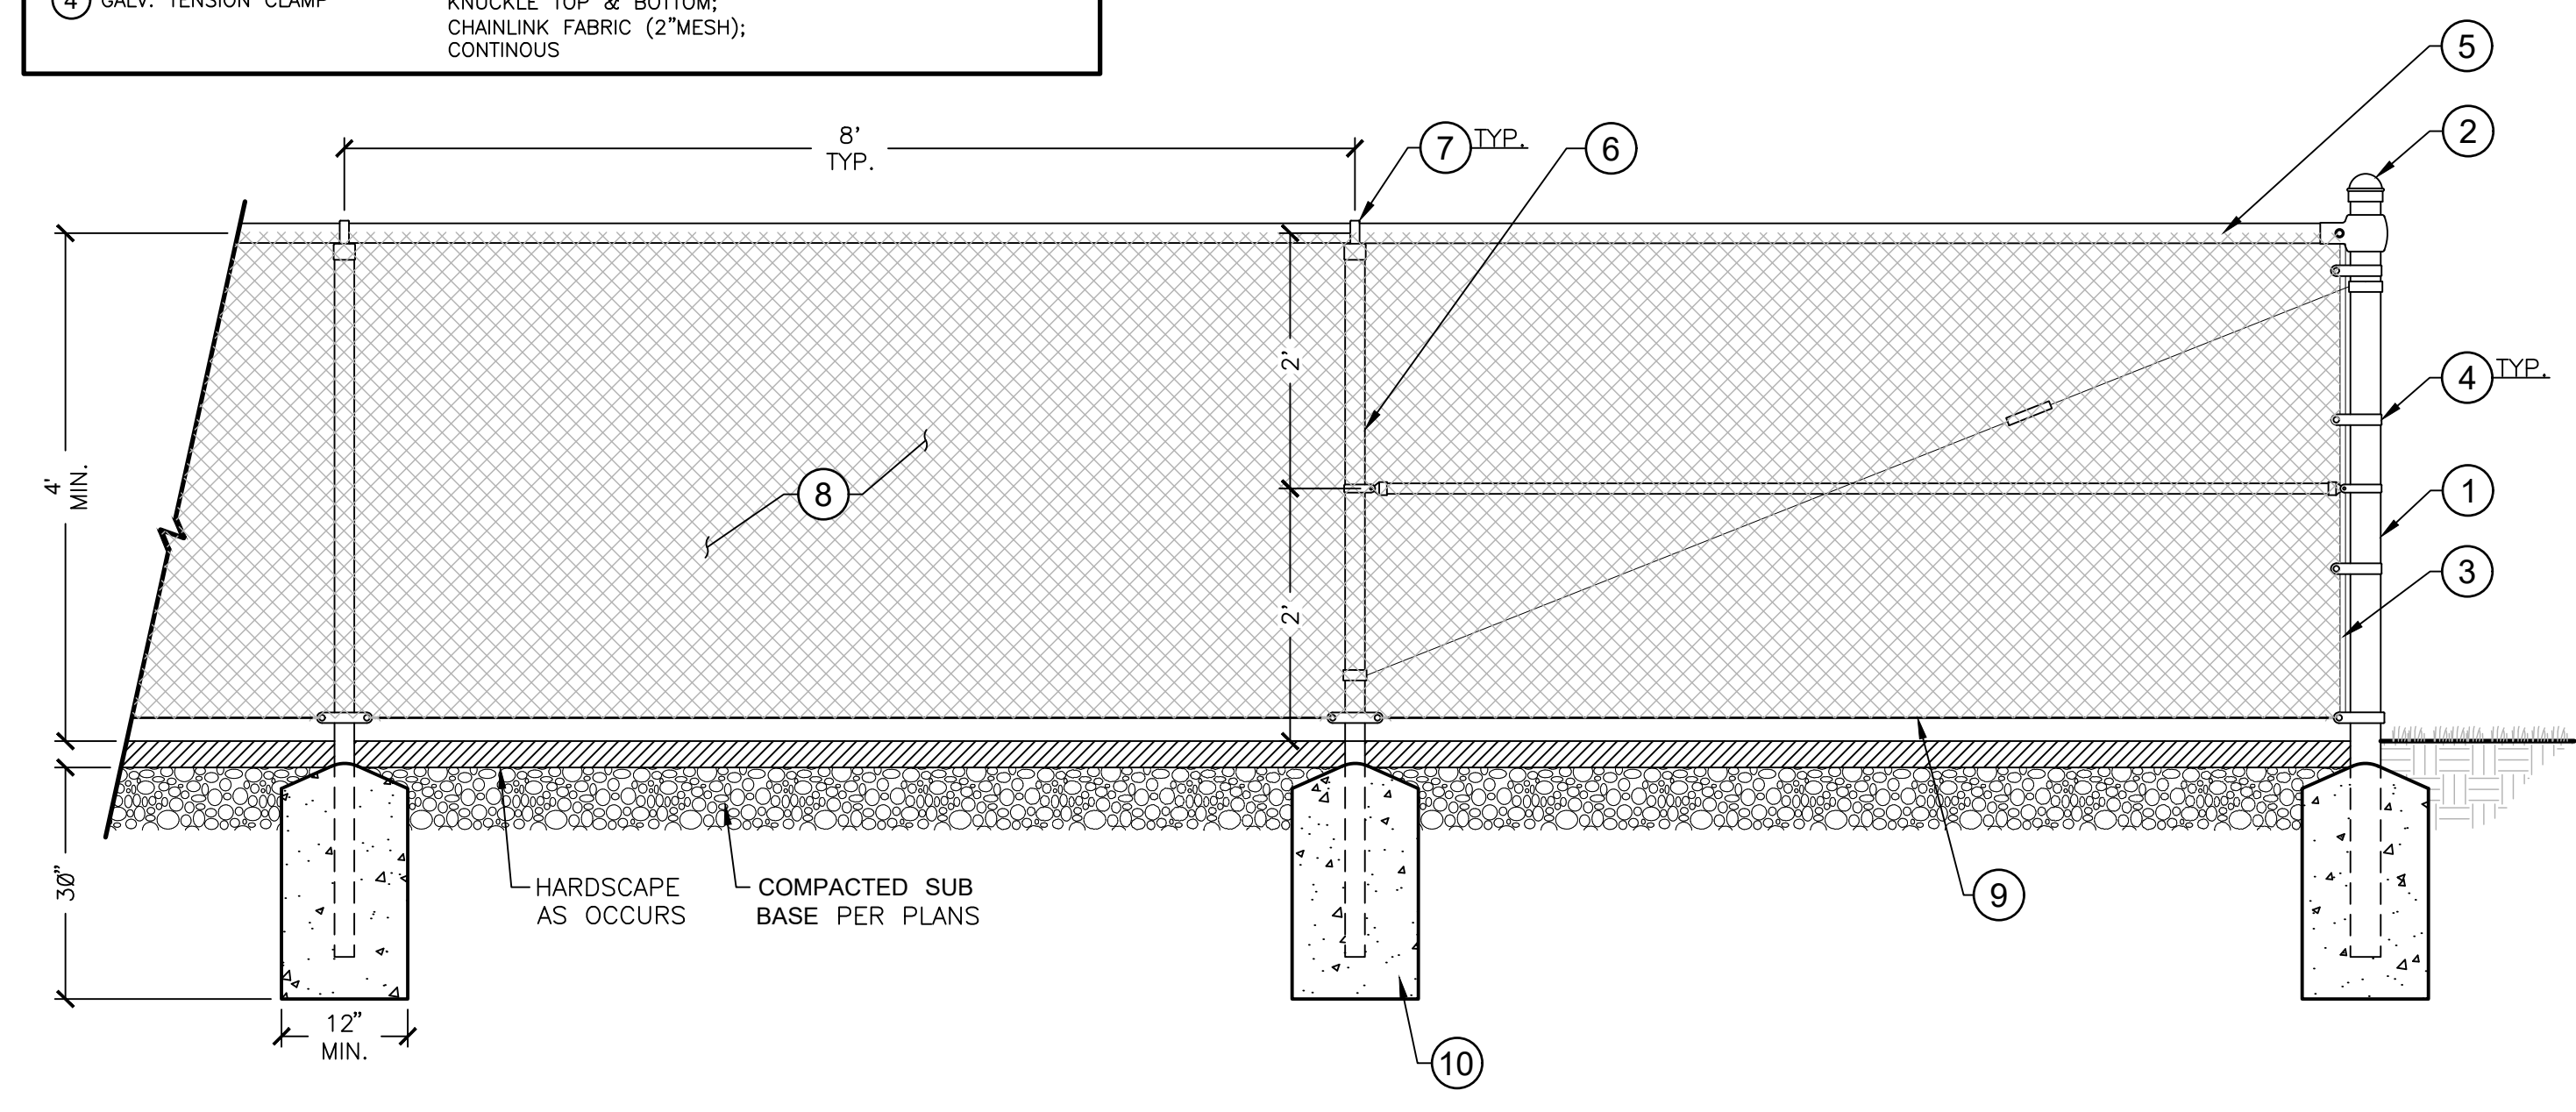 4 GALV. TENSION CLAMP
KNUCKLE TOP & BOTTOM;
CHAINLINK FABRIC (2"MESH);
CONTINOUS
5
2
8'
TYP.
7 TYP.
6
2'
4 TYP.
4'
MIN.
8
1
3
2'
30"
HARDSCAPE
AS OCCURS
COMPACTED SUB
BASE PER PLANS
9
12"
MIN.
10